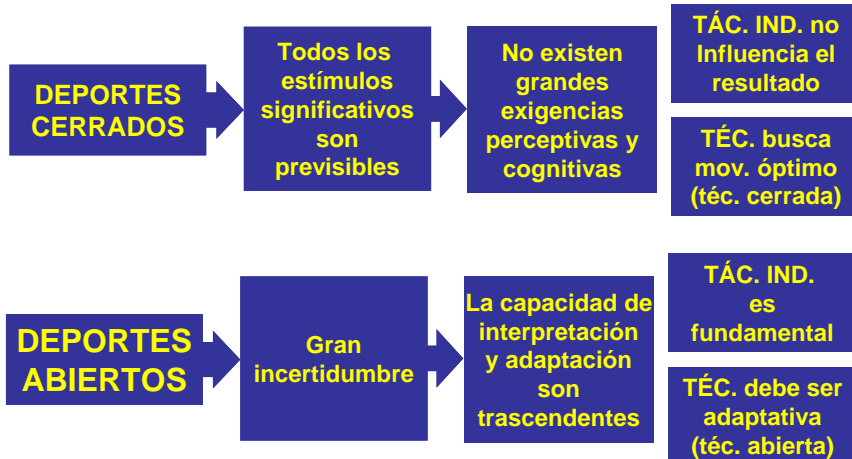 DEPORTES
CERRADOS
Todos los
estímulos
significativos
son
previsibles
No existen
grandes
exigencias
perceptivas y
cognitivas
TÁC. IND. no
Influencia el
resultado
TÉC. busca
mov. óptimo
(téc. cerrada)
DEPORTES
ABIERTOS
Gran
incertidumbre
La capacidad de
interpretación
y adaptación
son
trascendentes
TÁC. IND.
es
fundamental
TÉC. debe ser
adaptativa
(téc. abierta)